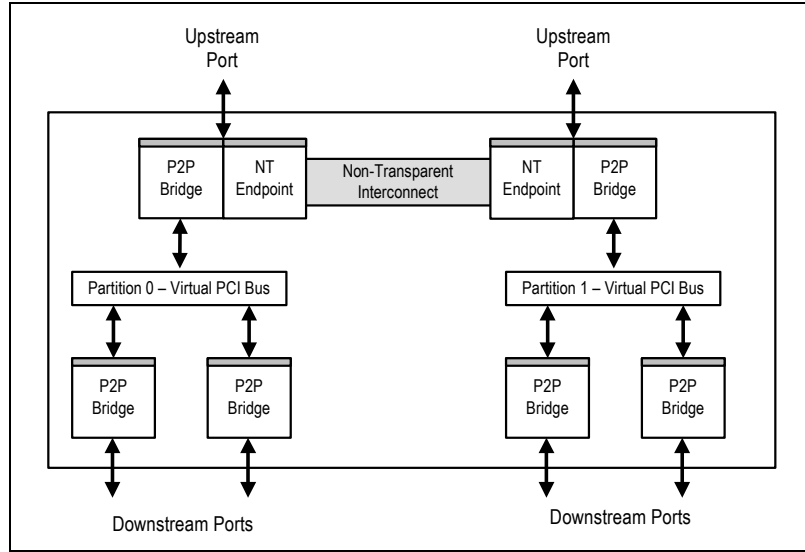 Upstream
Port
Upstream
Port
P2P
Bridge
NT
Endpoint
Non-Transparent
Interconnect
NT
Endpoint
P2P
Bridge
Partition 0 – Virtual PCI Bus
Partition 1 – Virtual PCI Bus
P2P
Bridge
P2P
Bridge
P2P
Bridge
P2P
Bridge
Downstream Ports
Downstream Ports